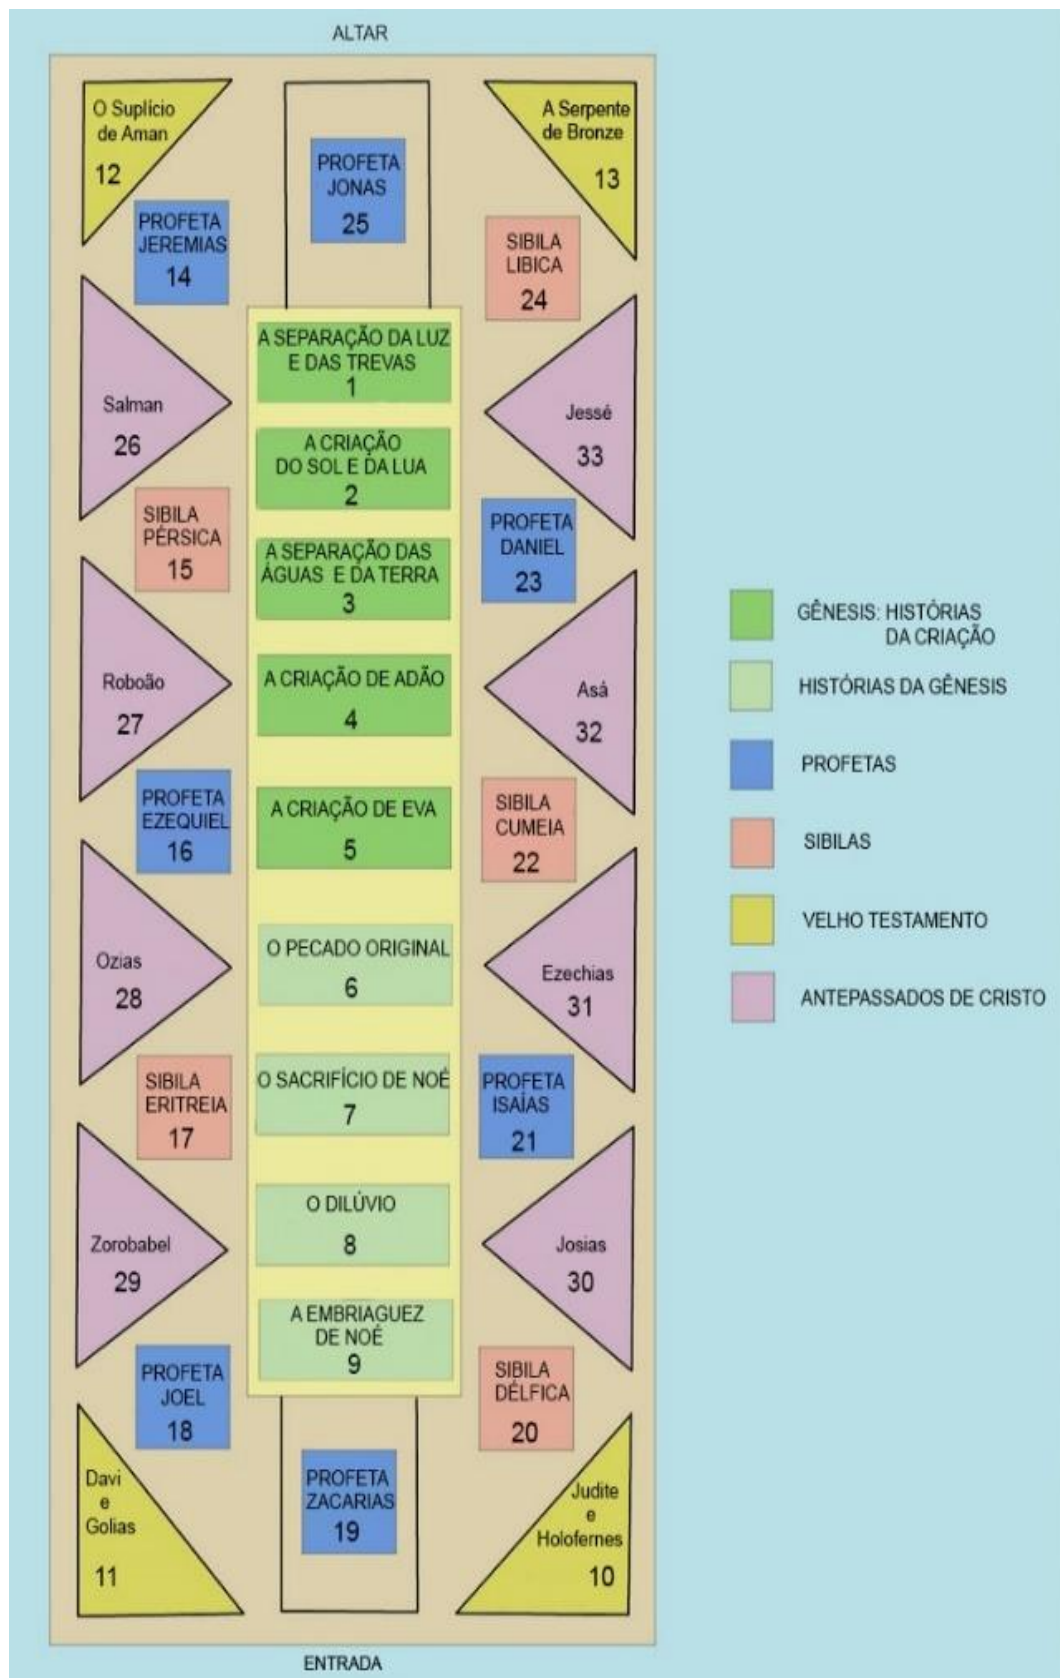 ALTAR
O Suplício
de Aman
12
PROFETA
JONAS
25
A Serpente
de Bronze
13
PROFETA
JEREMIAS
14
SIBILA
LIBICA
24
A SEPARAÇÃO DA LUZ
E DAS TREVAS
1
Salman
26
Jessé
33
A CRIAÇÃO
DO SOL E DA LUA
2
SIBILA
PÉRSICA
15
PROFETA
DANIEL
23
A SEPARAÇÃO DAS
ÁGUAS E DA TERRA
3
Roboão
27
A CRIAÇÃO DE ADÃO
4
Asá
32
PROFETA
EZEQUIEL
16
A CRIAÇÃO DE EVA
5
SIBILA
CUMEIA
22
Ozias
28
O PECADO ORIGINAL
6
Ezechias
31
SIBILA
ERITREIA
17
O SACRIFÍCIO DE NOÉ
7
PROFETA
ISAÍAS
21
Zorobabel
29
O DILÚVIO
8
Josias
30
A EMBRIAGUEZ
DE NOÉ
9
PROFETA
JOEL
18
SIBILA
DÉLFICA
20
Davi
e
Golias
11
PROFETA
ZACARIAS
19
Judite
e
Holofernes
10
ENTRADA
GÊNESIS: HISTÓRIAS
DA CRIAÇÃO
HISTÓRIAS DA GÊNESIS
PROFETAS
SIBILAS
VELHO TESTAMENTO
ANTEPASSADOS DE CRISTO